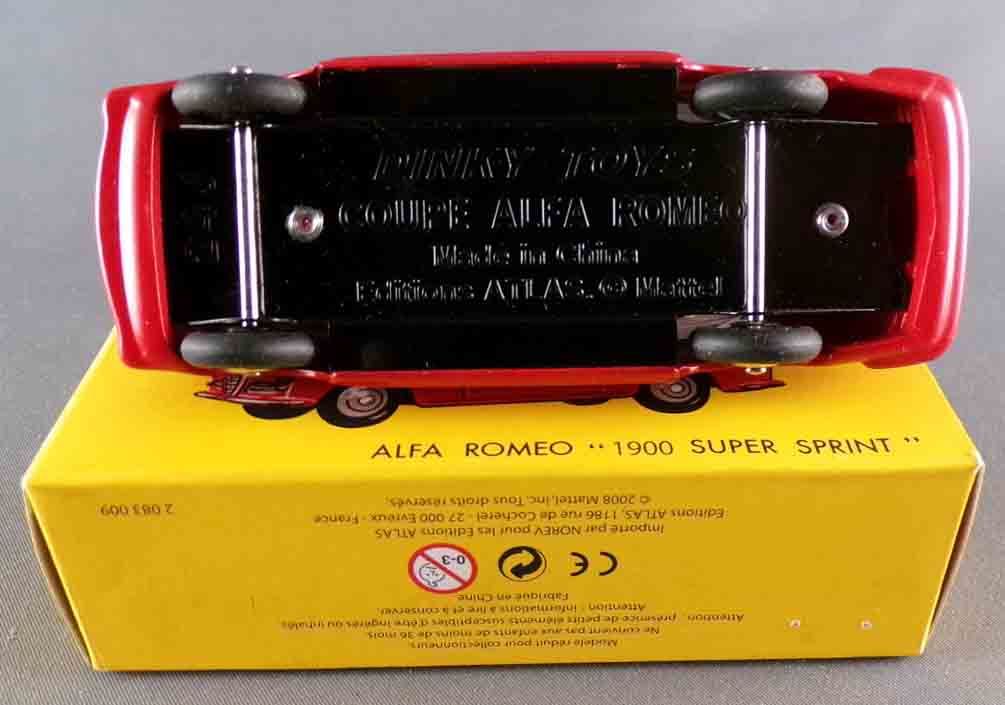 DINKY TOYS
COUPE ALFA ROMEO
Made in China
Editions ATLAS. © Mattel
ALFA ROMEO "1900 SUPER SPRINT"
Modèle réduit pour collectionneurs.
Ne convient pas aux enfants de moins de 36 mois.
Attention : présence de petits éléments susceptibles d'être ingérés ou inhalés.
Attention : informations à lire et à conserver.
Fabriqué en Chine
CE
0-3
Importé par NOREV pour les Editions ATLAS
Editions ATLAS, 1186 rue de Cocherel - 27 000 Evreux - France
© 2008 Mattel, Inc. Tous droits réservés.
2 083 009